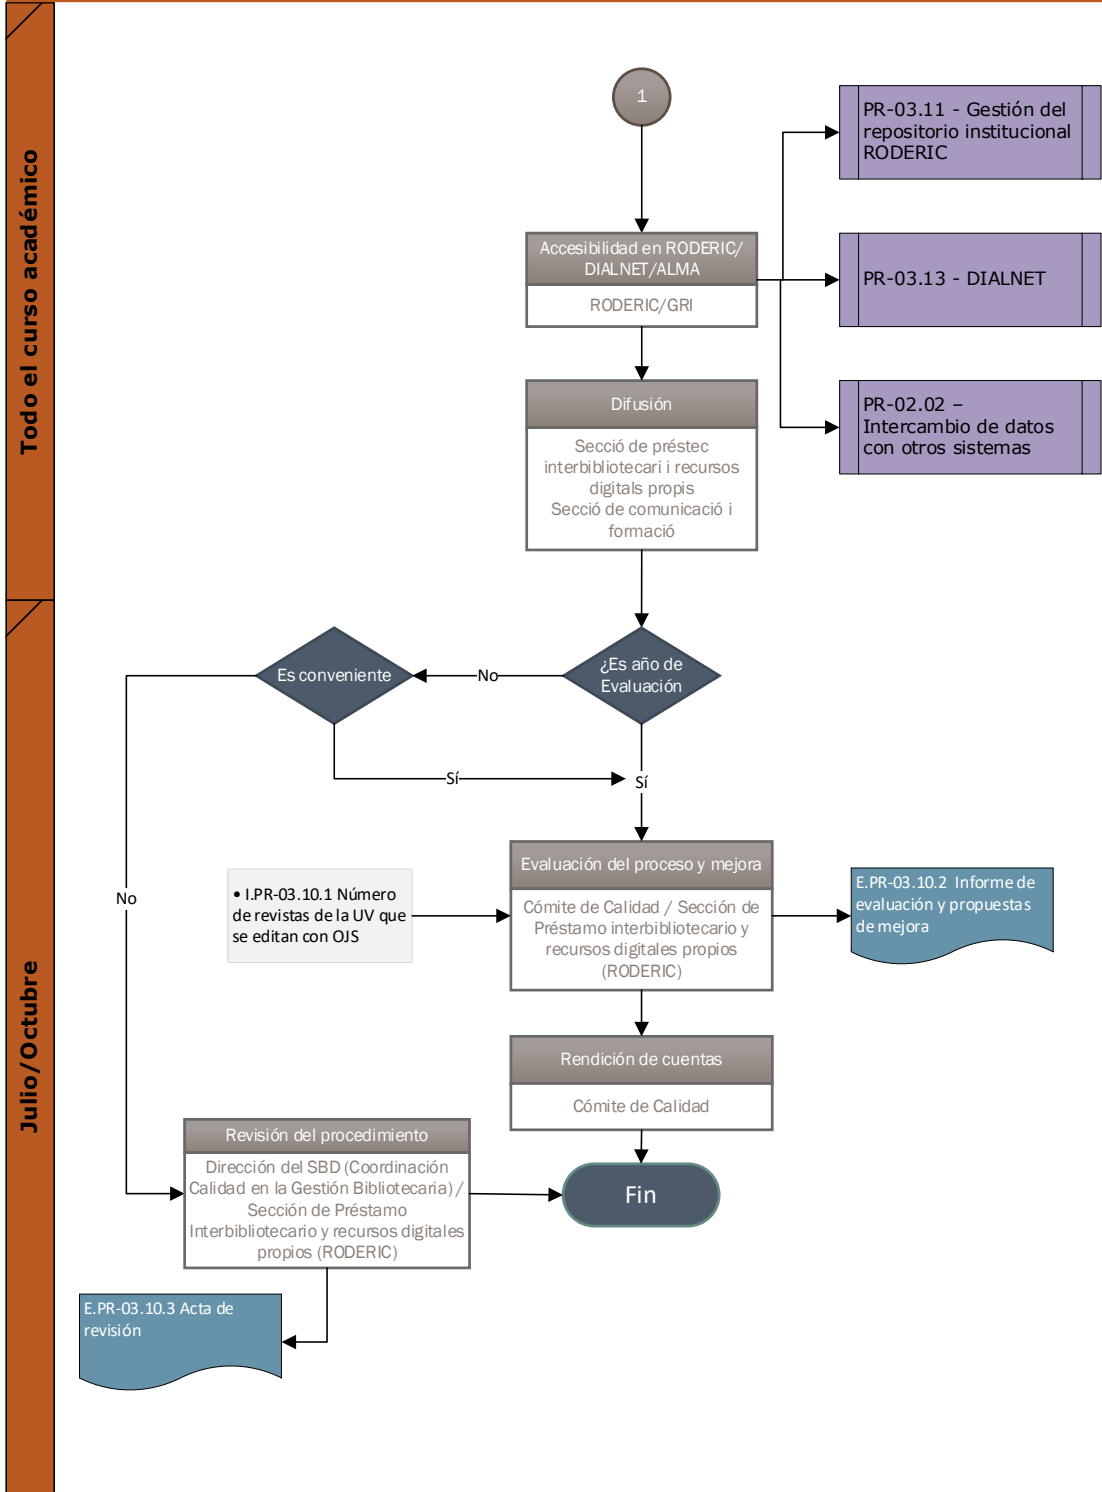 Todo el curso académico
1
PR-03.11 - Gestión del
repositorio institucional
RODERIC
Accesibilidad en RODERIC/
DIALNET/ALMA
RODERIC/GRI
PR-03.13 - DIALNET
Difusión
Secció de préstec
interbibliotecari i recursos
digitals propis
Secció de comunicació i
formació
PR-02.02 –
Intercambio de datos
con otros sistemas
Julio/Octubre
Es conveniente
No
¿Es año de
Evaluación
Sí
Sí
No
Evaluación del proceso y mejora
Cómite de Calidad / Sección de
Préstamo interbibliotecario y
recursos digitales propios
(RODERIC)
• I.PR-03.10.1 Número
de revistas de la UV que
se editan con OJS
E.PR-03.10.2  Informe de
evaluación y propuestas
de mejora
Rendición de cuentas
Cómite de Calidad
Revisión del procedimiento
Dirección del SBD (Coordinación
Calidad en la Gestión Bibliotecaria) /
Sección de Préstamo
Interbibliotecario y recursos digitales
propios (RODERIC)
Fin
E.PR-03.10.3 Acta de
revisión